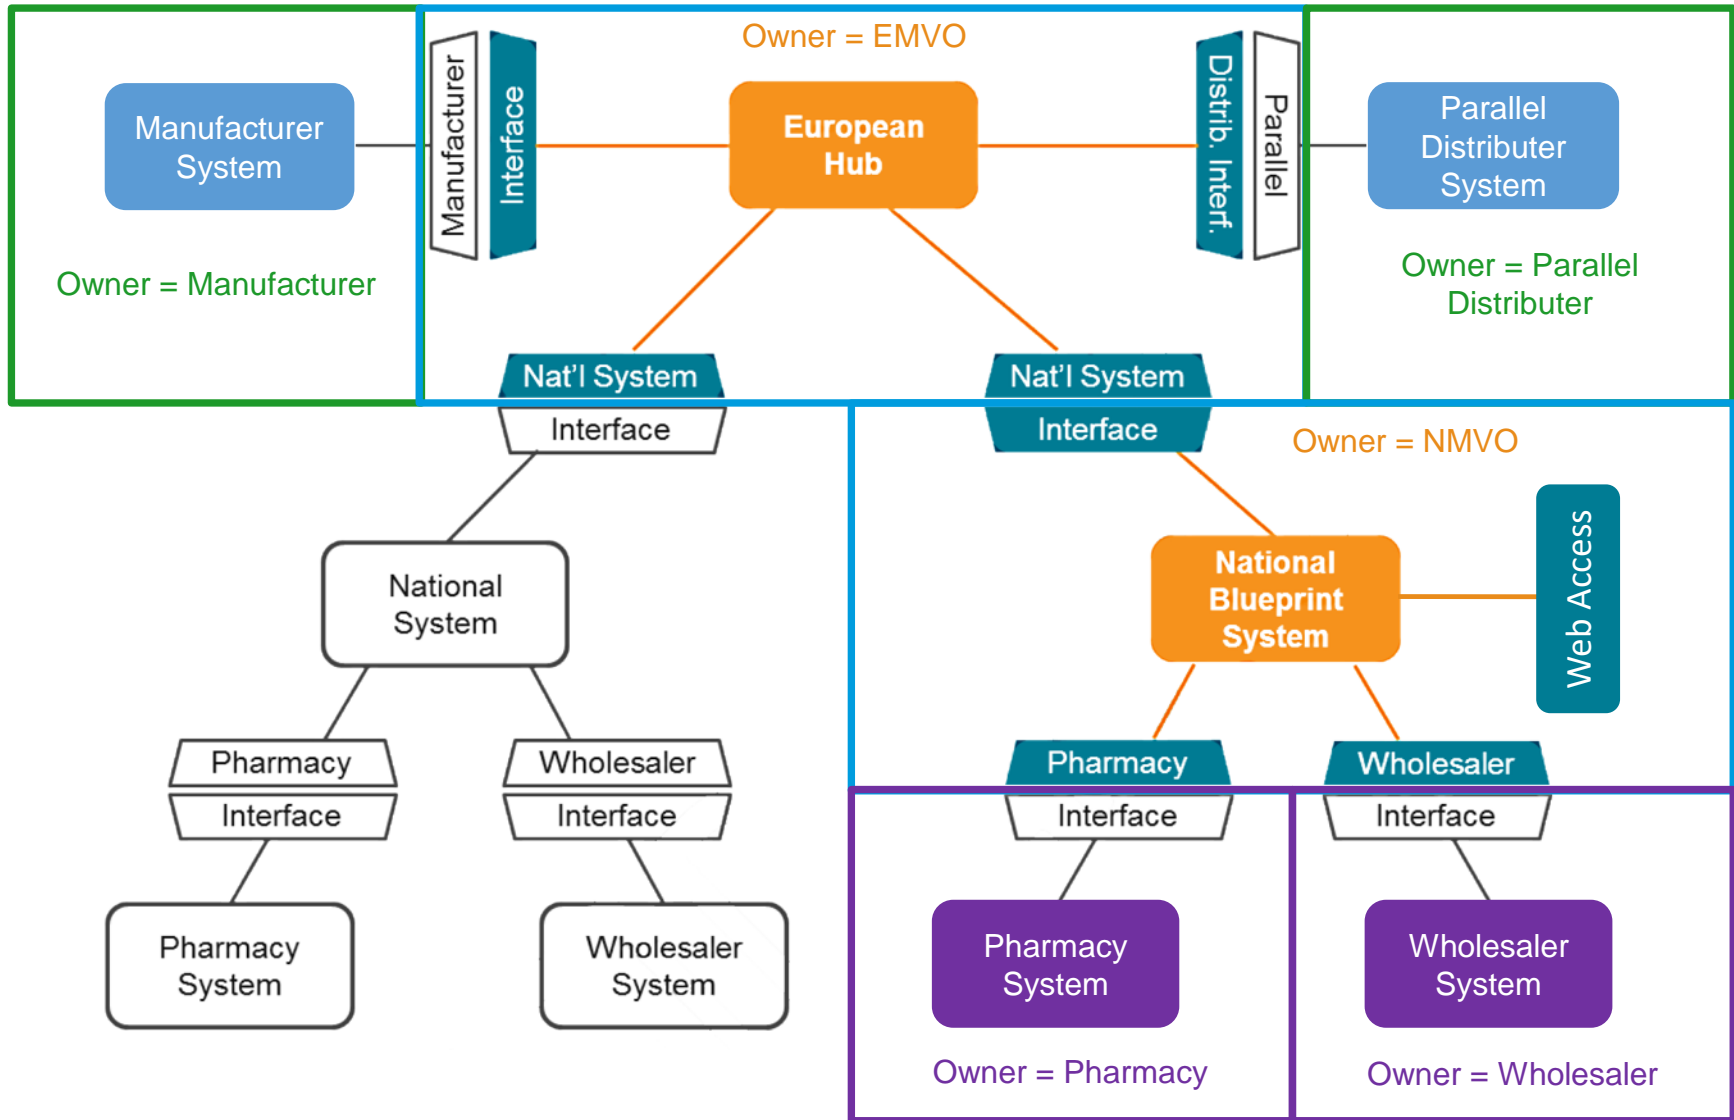 Owner = EMVO
Manufacturer
System
Manufacturer
Interface
European
Hub
Distrib. Interf.
Parallel
Parallel
Distributer
System
Owner = Manufacturer
Owner = Parallel
Distributer
Nat'l System
Interface
Nat'l System
Interface
Owner = NMVO
National
System
National
Blueprint
System
Web Access
Pharmacy
Interface
Wholesaler
Interface
Pharmacy
Interface
Wholesaler
Interface
Pharmacy
System
Wholesaler
System
Pharmacy
System
Wholesaler
System
Owner = Pharmacy
Owner = Wholesaler